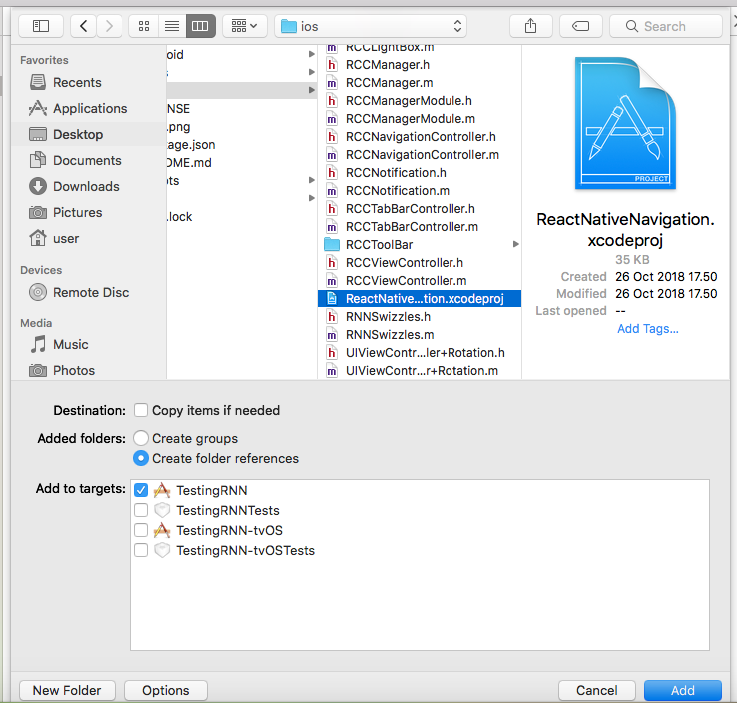 ios
Search
Favorites
Recents
Applications
Desktop
Documents
Downloads
Pictures
user
Devices
Remote Disc
Media
Music
Photos
oid
NSE
.png
age.json
OME.md
ts
.lock
RCCLightBox.m
RCCManager.h
RCCManager.m
RCCManagerModule.h
RCCManagerModule.m
RCCNavigationController.h
RCCNavigationController.m
RCCNotification.h
RCCNotification.m
RCCTabBarController.h
RCCTabBarController.m
RCCToolBar
RCCViewController.h
RCCViewController.m
ReactNative...tion.xcodeproj
RNNSwizzles.h
RNNSwizzles.m
UIViewContr...ler+Rotation.h
UIViewContr...r+Rotation.m
PROJECT
ReactNativeNavigation.
xcodeproj
35 KB
Created 26 Oct 2018 17.50
Modified 26 Oct 2018 17.50
Last opened --
Add Tags...
Destination: Copy items if needed
Added folders: Create groups
Create folder references
Add to targets: TestingRNN
TestingRNNTests
TestingRNN-tvOS
TestingRNN-tvOSTests
New Folder Options Cancel Add